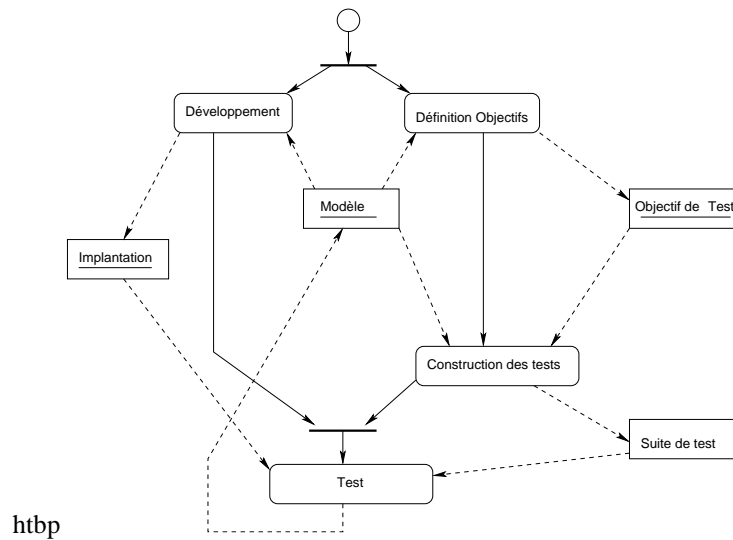 Développement
Définition Objectifs
Modèle
Objectif de Test
Implantation
Construction des tests
Suite de test
Test
htbp